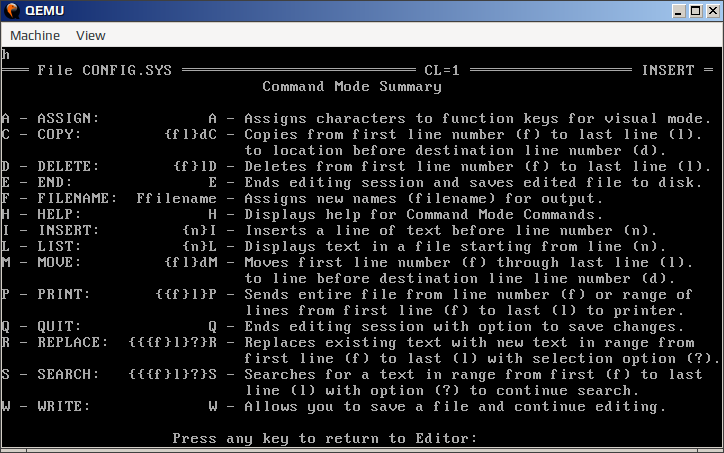 QEMU
Machine View
h
File CONFIG.SYS CL=1 INSERT
Command Mode Summary
A - ASSIGN: A - Assigns characters to function keys for visual mode.
C - COPY: {fl}dC - Copies from first line number (f) to last line (l).
to location before destination line number (d).
D - DELETE: {f}lD - Deletes from first line number (f) to last line (l).
E - END: E - Ends editing session and saves edited file to disk.
F - FILENAME: Ffilename - Assigns new names (filename) for output.
H - HELP: H - Displays help for Command Mode Commands.
I - INSERT: {n}I - Inserts a line of text before line number (n).
L - LIST: {n}L - Displays text in a file starting from line (n).
M - MOVE: {fl}dM - Moves first line number (f) through last line (l).
to line before destination line line number (d).
P - PRINT: {{f}l}P - Sends entire file from line number (f) or range of
lines from first line (f) to last (l) to printer.
Q - QUIT: Q - Ends editing session with option to save changes.
R - REPLACE: {{{f}l}?}R - Replaces existing text with new text in range from
first line (f) to last (l) with selection option (?).
S - SEARCH: {{{f}l}?}S - Searches for a text in range from first (f) to last
line (l) with option (?) to continue search.
W - WRITE: W - Allows you to save a file and continue editing.
Press any key to return to Editor: